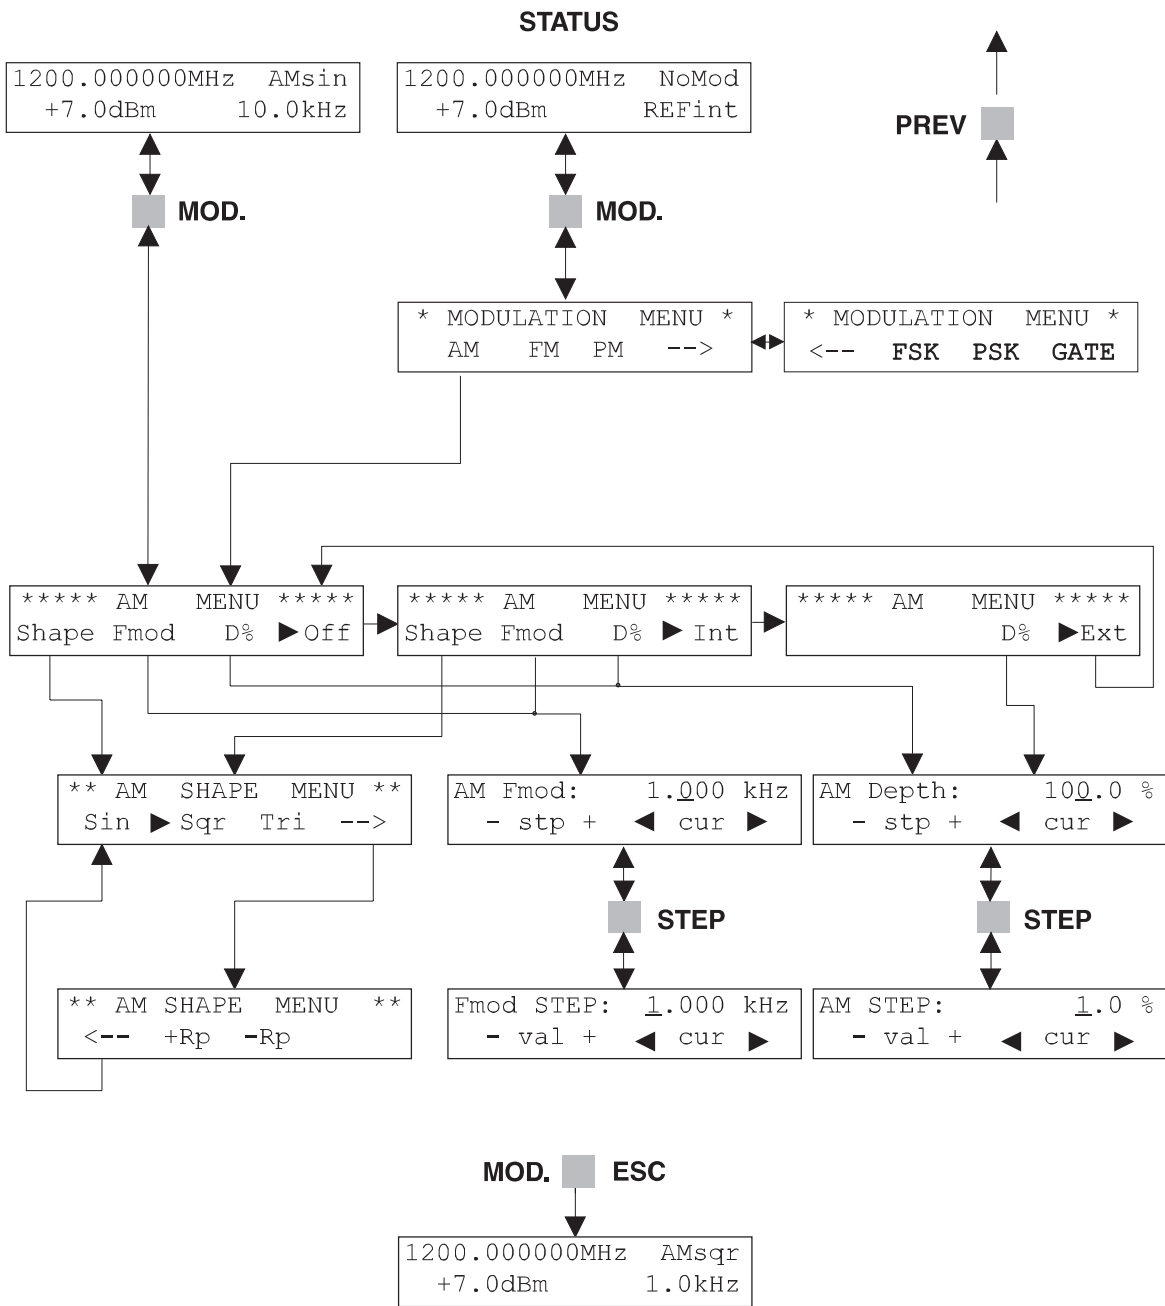 STATUS
1200.000000MHz AMsin
+7.0dBm 10.0kHz
1200.000000MHz NoMod
+7.0dBm REFint
PREV
MOD.
MOD.
* MODULATION MENU *
AM FM PM -->
* MODULATION MENU *
<-- FSK PSK GATE
***** AM MENU *****
Shape Fmod D% ▶Off
***** AM MENU *****
Shape Fmod D% ▶ Int
***** AM MENU *****
D% ▶Ext
** AM SHAPE MENU **
Sin ▶ Sqr Tri -->
AM Fmod: 1.000 kHz
- stp + ◀ cur ▶
AM Depth: 100.0 %
- stp + ◀ cur ▶
STEP
STEP
** AM SHAPE MENU **
<-- +Rp -Rp
Fmod STEP: 1.000 kHz
- val + ◀ cur ▶
AM STEP: 1.0 %
- val + ◀ cur ▶
MOD. ESC
1200.000000MHz AMsqr
+7.0dBm 1.0kHz